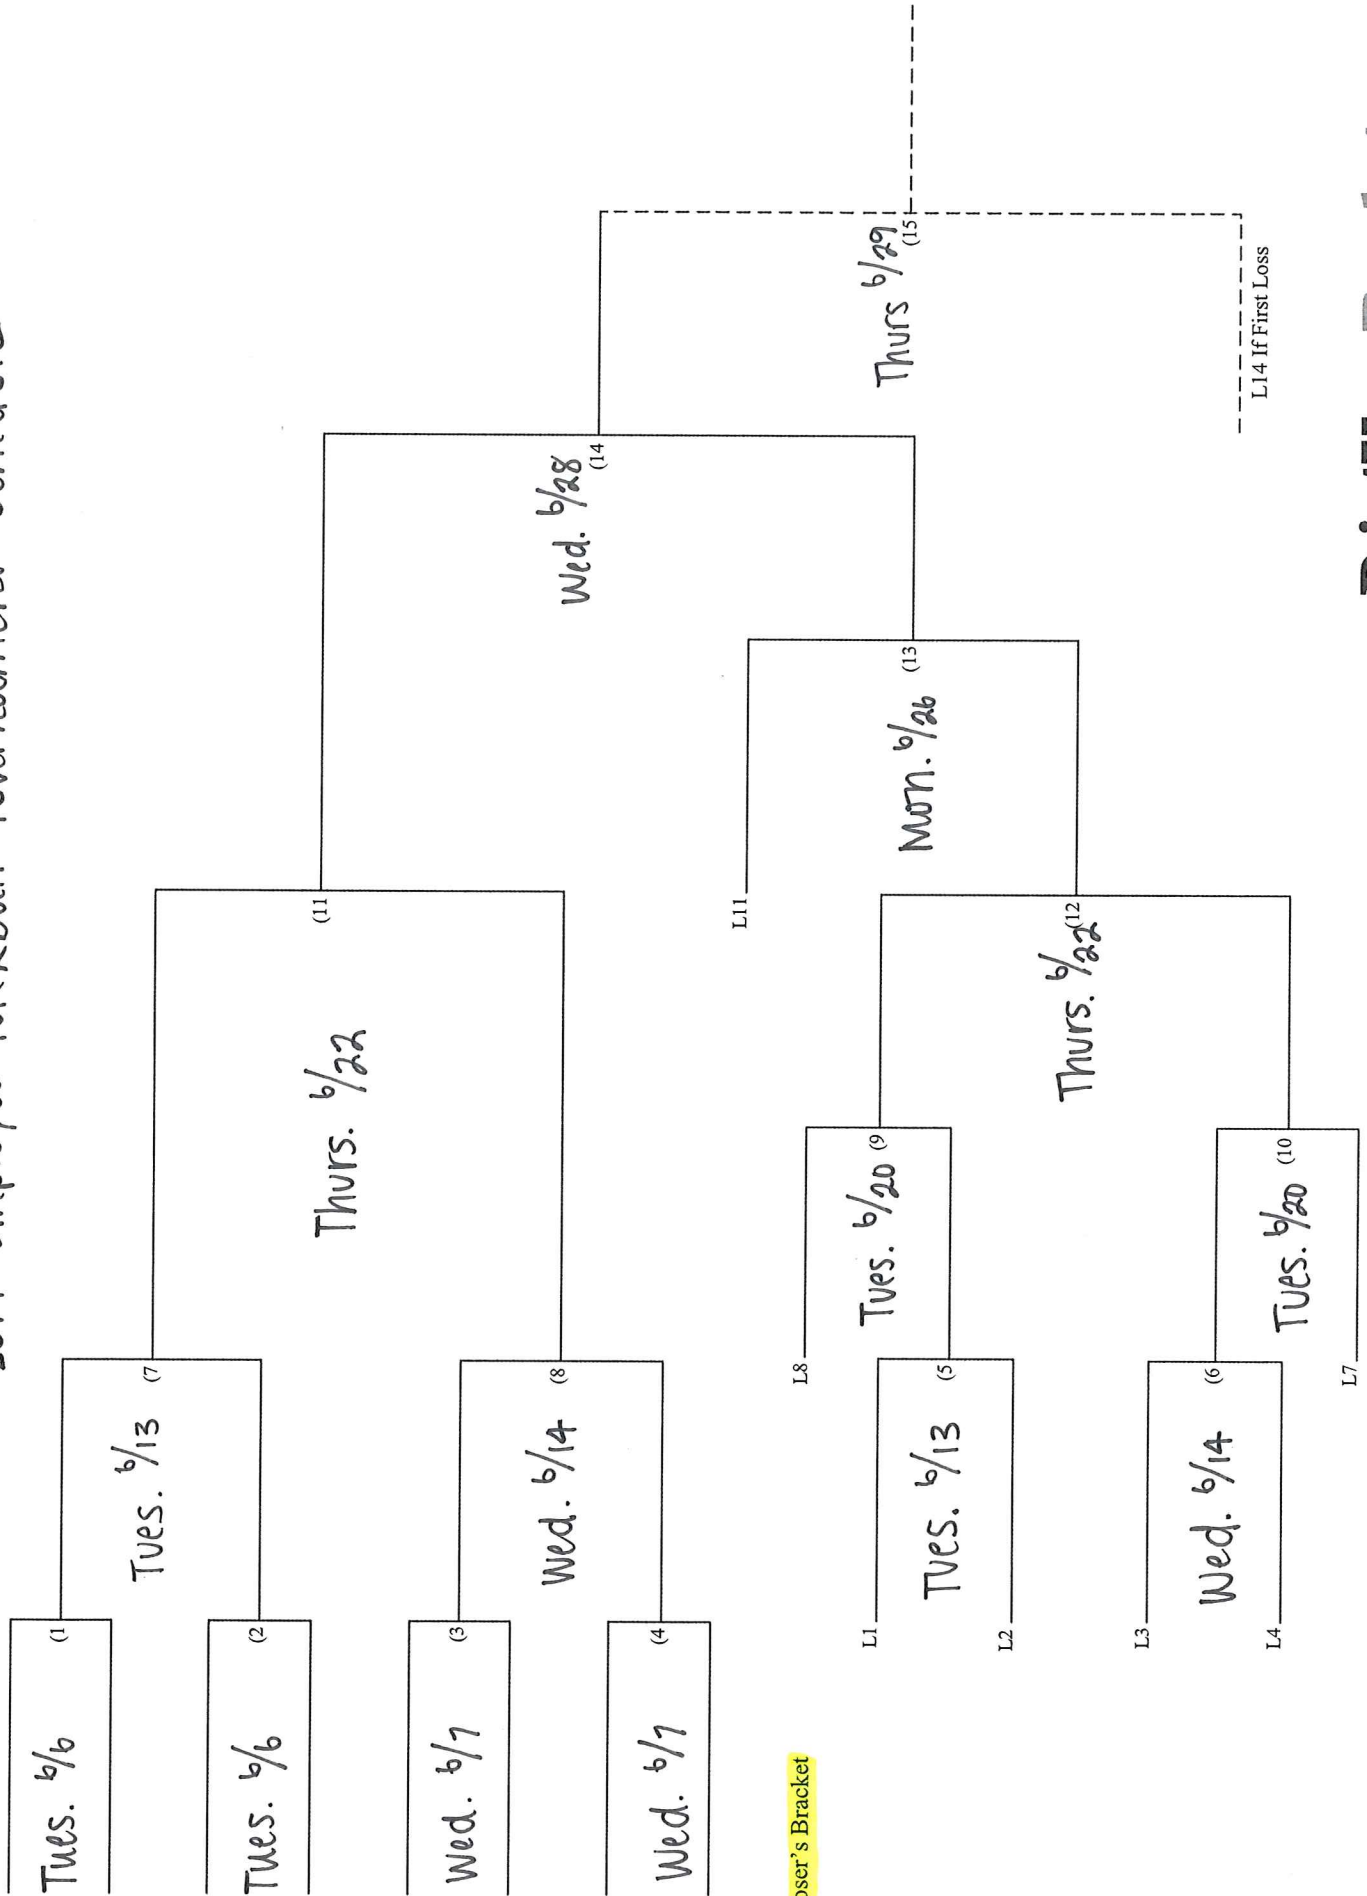 Tues. 6/6
(1
Tues. 6/13
(7
Tues. 6/6
(2
Thurs. 6/22
(11
Wed. 6/7
(3
Wed. 6/14
(8
Wed. 6/7
(4
Wed. 6/28
(14
Thurs 6/29
(15
L14 If First Loss
Bracket
L11
Mon. 6/26
(13
L8
Tues. 6/20
(9
L1
Tues. 6/13
(5
L2
Thurs. 6/22
(12
L3
Wed. 6/14
(6
L4
Tues. 6/20
(10
L7